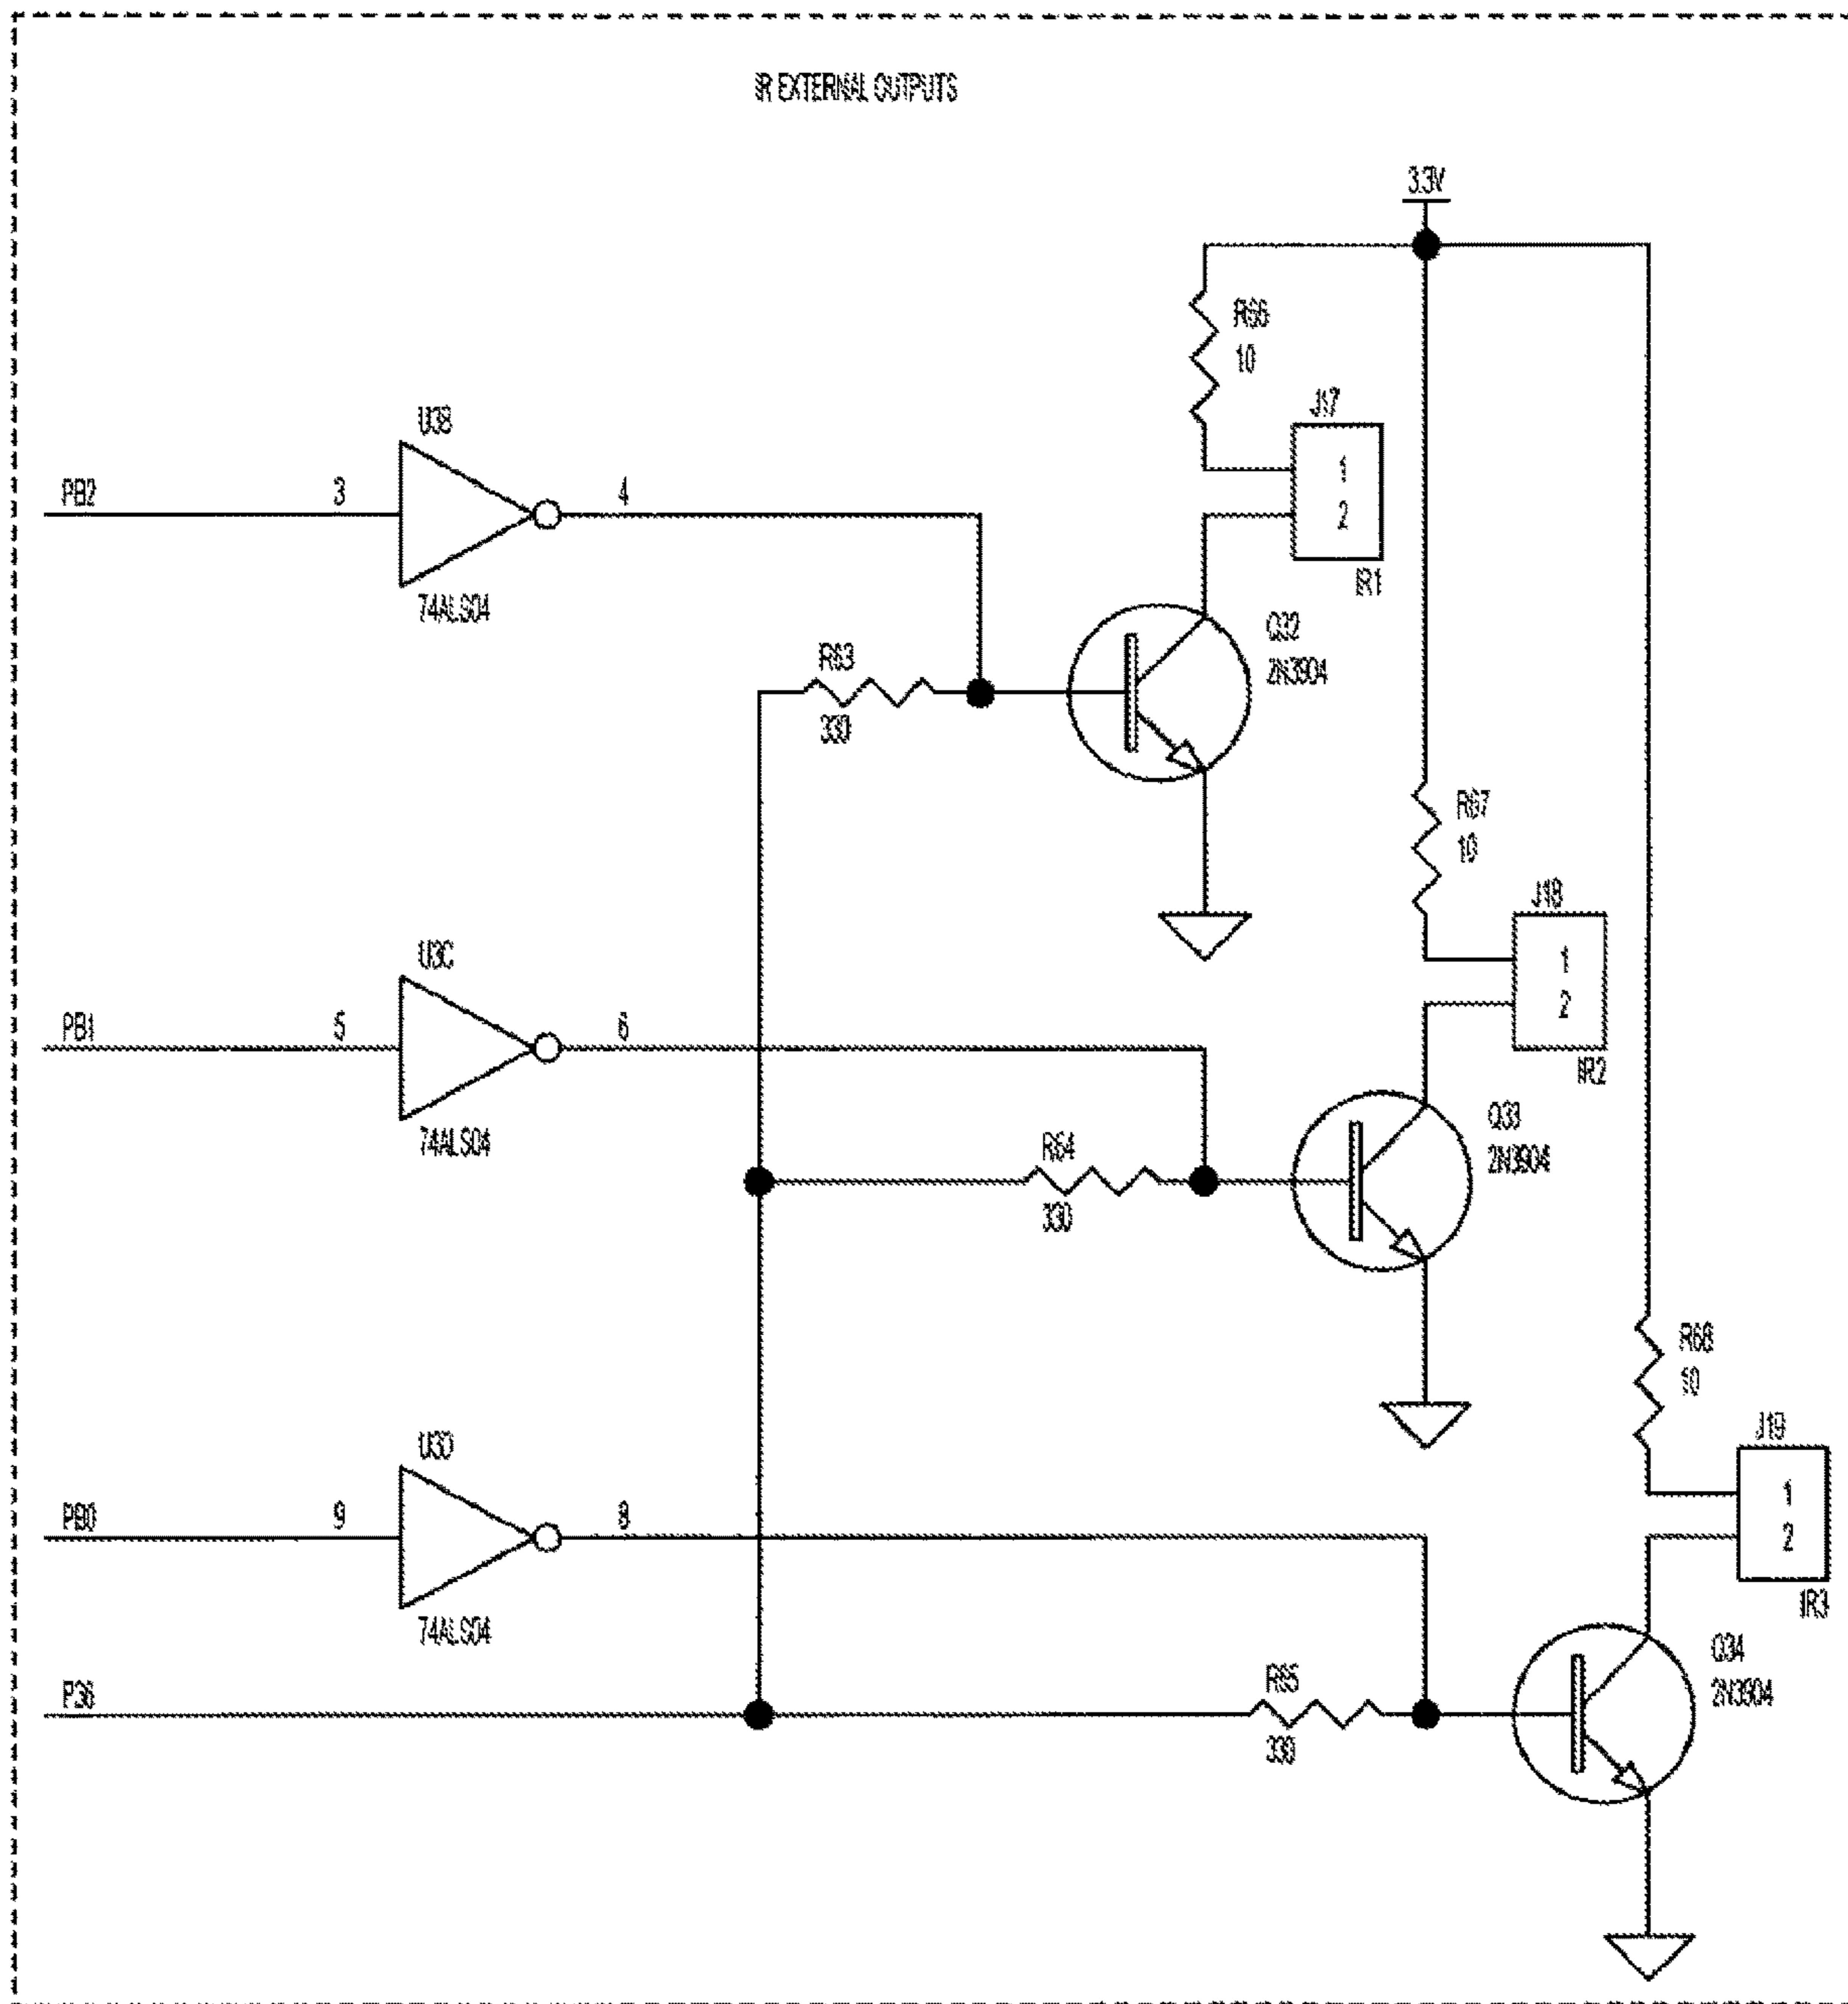 IR EXTERNAL OUTPUTS
3.3V
R66
10
J17
1
2
IR1
U3B
PB2
3
4
74ALS04
Q32
2N3904
R63
330
R67
10
J18
1
2
IR2
U3C
PB1
5
6
74ALS04
Q33
2N3904
R64
330
R68
10
J19
1
2
IR3
U3D
PB0
9
8
74ALS04
Q34
2N3904
P36
R65
330